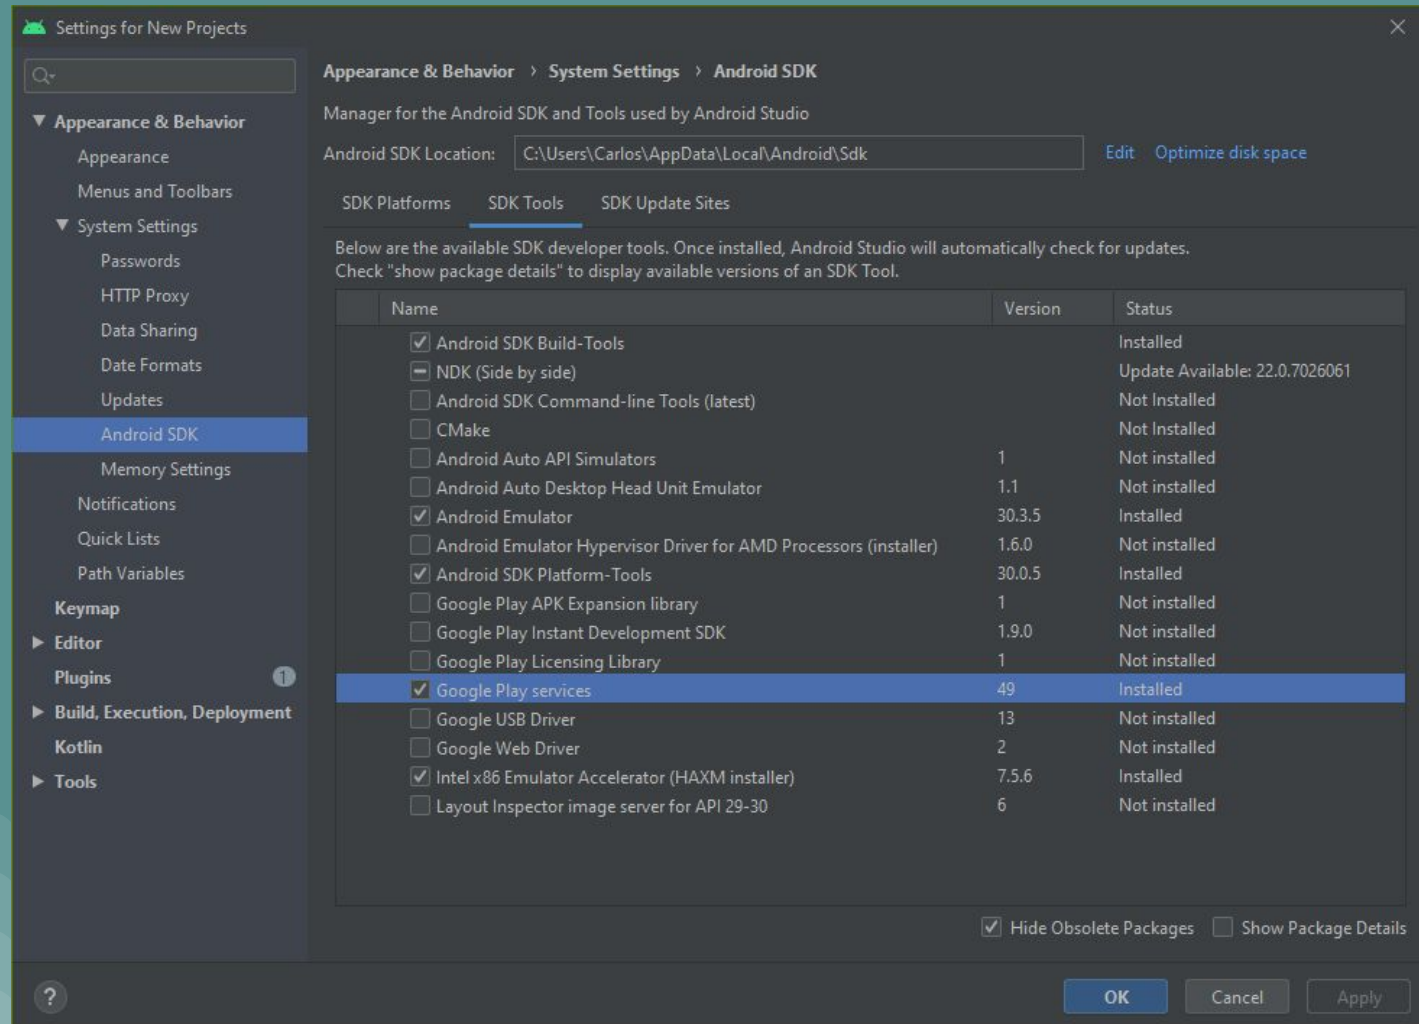 Settings for New Projects
Appearance & Behavior
Appearance
Menus and Toolbars
System Settings
Passwords
HTTP Proxy
Data Sharing
Date Formats
Updates
Android SDK
Memory Settings
Notifications
Quick Lists
Path Variables
Keymap
Editor
Plugins 1
Build, Execution, Deployment
Kotlin
Tools
Appearance & Behavior › System Settings › Android SDK
Manager for the Android SDK and Tools used by Android Studio
Android SDK Location: C:\Users\Carlos\AppData\Local\Android\Sdk Edit Optimize disk space
SDK Platforms SDK Tools SDK Update Sites
Below are the available SDK developer tools. Once installed, Android Studio will automatically check for updates.
Check "show package details" to display available versions of an SDK Tool.
Name Version Status
Android SDK Build-Tools Installed
NDK (Side by side) Update Available: 22.0.7026061
Android SDK Command-line Tools (latest) Not Installed
CMake Not Installed
Android Auto API Simulators 1 Not installed
Android Auto Desktop Head Unit Emulator 1.1 Not installed
Android Emulator 30.3.5 Installed
Android Emulator Hypervisor Driver for AMD Processors (installer) 1.6.0 Not installed
Android SDK Platform-Tools 30.0.5 Installed
Google Play APK Expansion library 1 Not installed
Google Play Instant Development SDK 1.9.0 Not installed
Google Play Licensing Library 1 Not installed
Google Play services 49 Installed
Google USB Driver 13 Not installed
Google Web Driver 2 Not installed
Intel x86 Emulator Accelerator (HAXM installer) 7.5.6 Installed
Layout Inspector image server for API 29-30 6 Not installed
Hide Obsolete Packages Show Package Details
? OK Cancel Apply